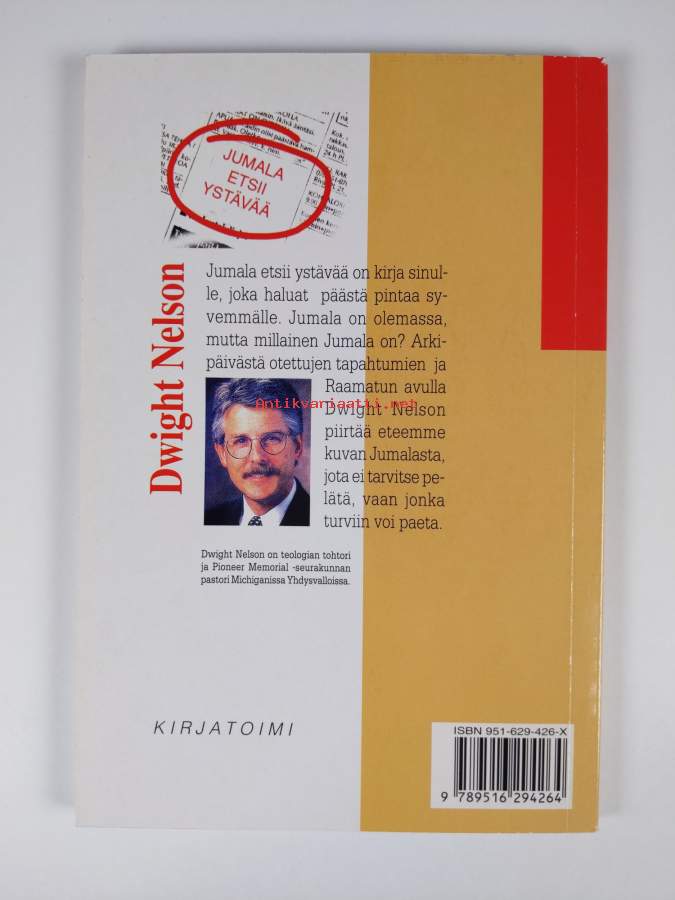 JUMALA
ETSII
YSTÄVÄÄ
Dwight Nelson
Jumala etsii ystävää on kirja sinul-
le, joka haluat päästä pintaa sy-
vemmälle. Jumala on olemassa,
mutta millainen Jumala on? Arki-
päivästä otettujen tapahtumien ja
Raamatun avulla
Dwight Nelson
piirtää eteemme
kuvan Jumalasta,
jota ei tarvitse pe-
lätä, vaan jonka
turviin voi paeta.
Antikvariaatti.net
Dwight Nelson on teologian tohtori
ja Pioneer Memorial -seurakunnan
pastori Michiganissa Yhdysvalloissa.
KIRJATOIMI
ISBN 951-629-426-X
9 789516 294264